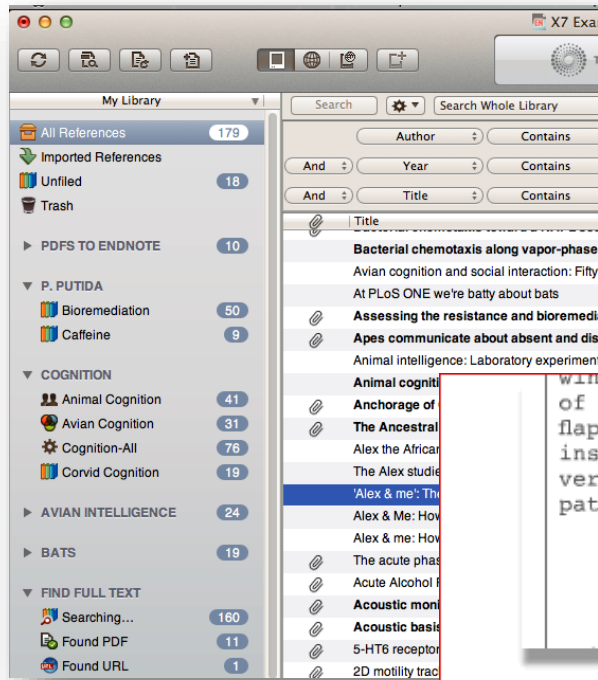 X7 Exa
My Library
Search
Search Whole Library
All References 179
Imported References
Unfiled 18
Trash
PDFS TO ENDNOTE 10
P. PUTIDA
Bioremediation 50
Caffeine 9
COGNITION
Animal Cognition 41
Avian Cognition 31
Cognition-All 76
Corvid Cognition 19
AVIAN INTELLIGENCE 24
BATS 19
FIND FULL TEXT
Searching... 160
Found PDF 11
Found URL 1
Author Contains
And Year Contains
And Title Contains
Title
Bacterial chemotaxis along vapor-phase
Avian cognition and social interaction: Fifty
At PLoS ONE we're batty about bats
Assessing the resistance and bioremedia
Apes communicate about absent and dis
Animal intelligence: Laboratory experiment
Animal cogniti
Anchorage of
The Ancestral
Alex the African
The Alex studie
'Alex & me': The
Alex & Me: How
Alex & me: How
The acute phas
Acute Alcohol
Acoustic moni
Acoustic basis
5-HT6 receptor
2D motility trac
of
flap
ins
ver
pat